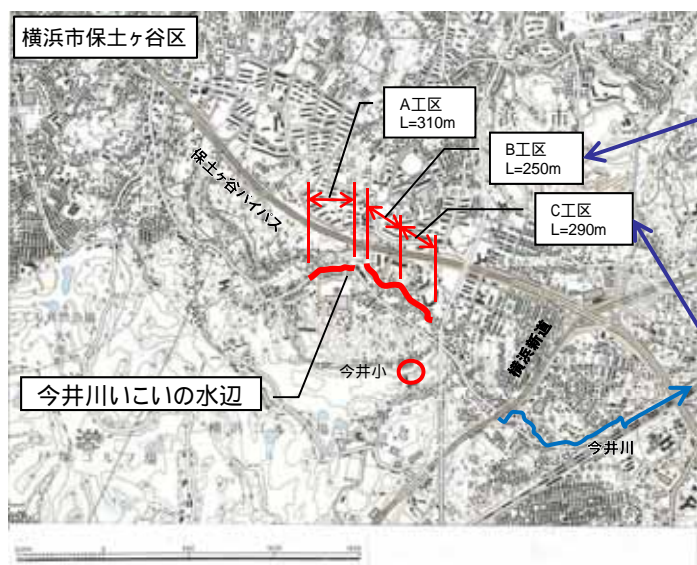 横浜市保土ヶ谷区
A工区
L=310m
B工区
L=250m
C工区
L=290m
保土ヶ谷バイパス
横浜新道
今井小
今井川いこいの水辺
今井川